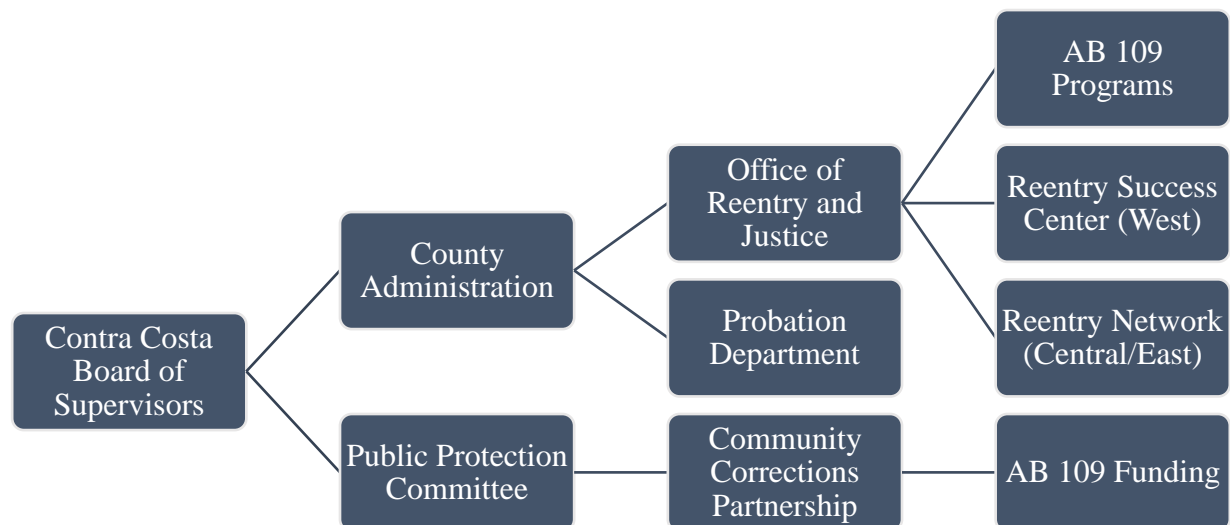 Contra Costa
Board of
Supervisors
County
Administration
Office of
Reentry and
Justice
AB 109
Programs
Reentry Success
Center (West)
Reentry Network
(Central/East)
Probation
Department
Public Protection
Committee
Community
Corrections
Partnership
AB 109 Funding